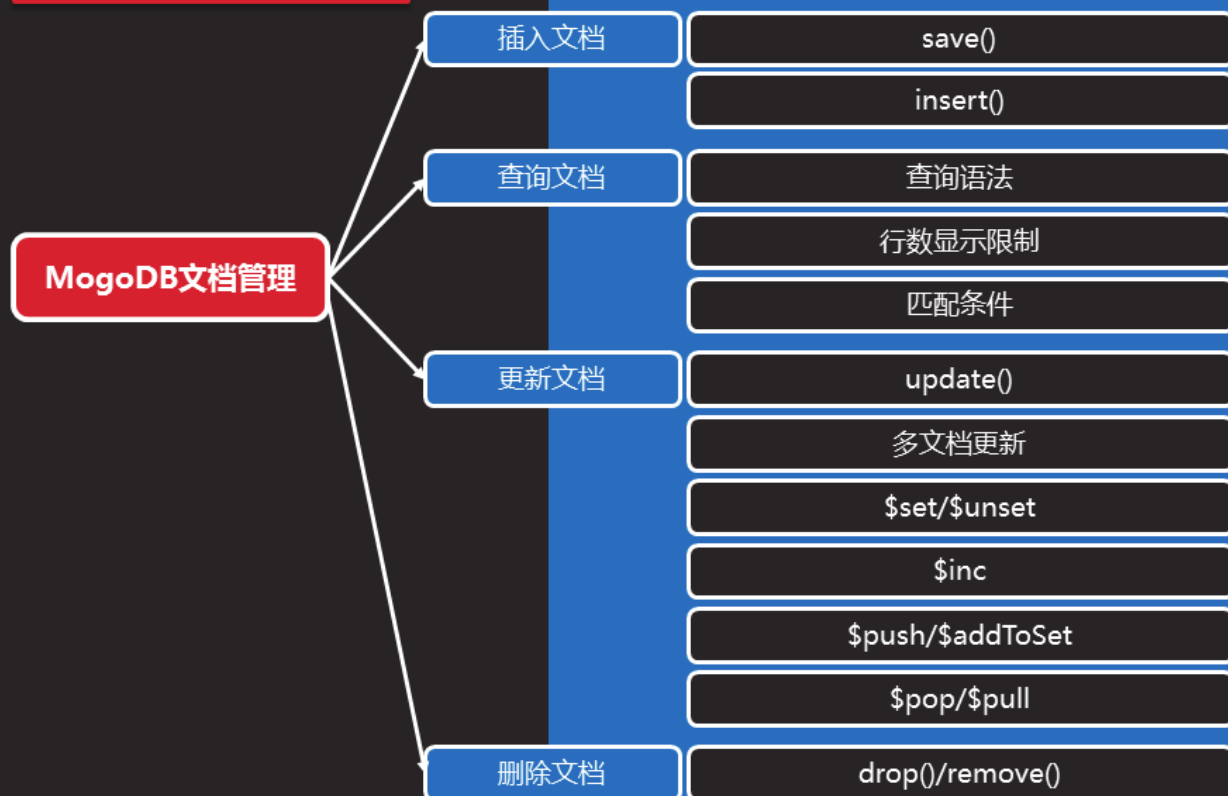 插入文档
save()
insert()
查询文档
查询语法
行数显示限制
匹配条件
MogoDB文档管理
更新文档
update()
多文档更新
$set/$unset
$inc
$push/$addToSet
$pop/$pull
删除文档
drop()/remove()